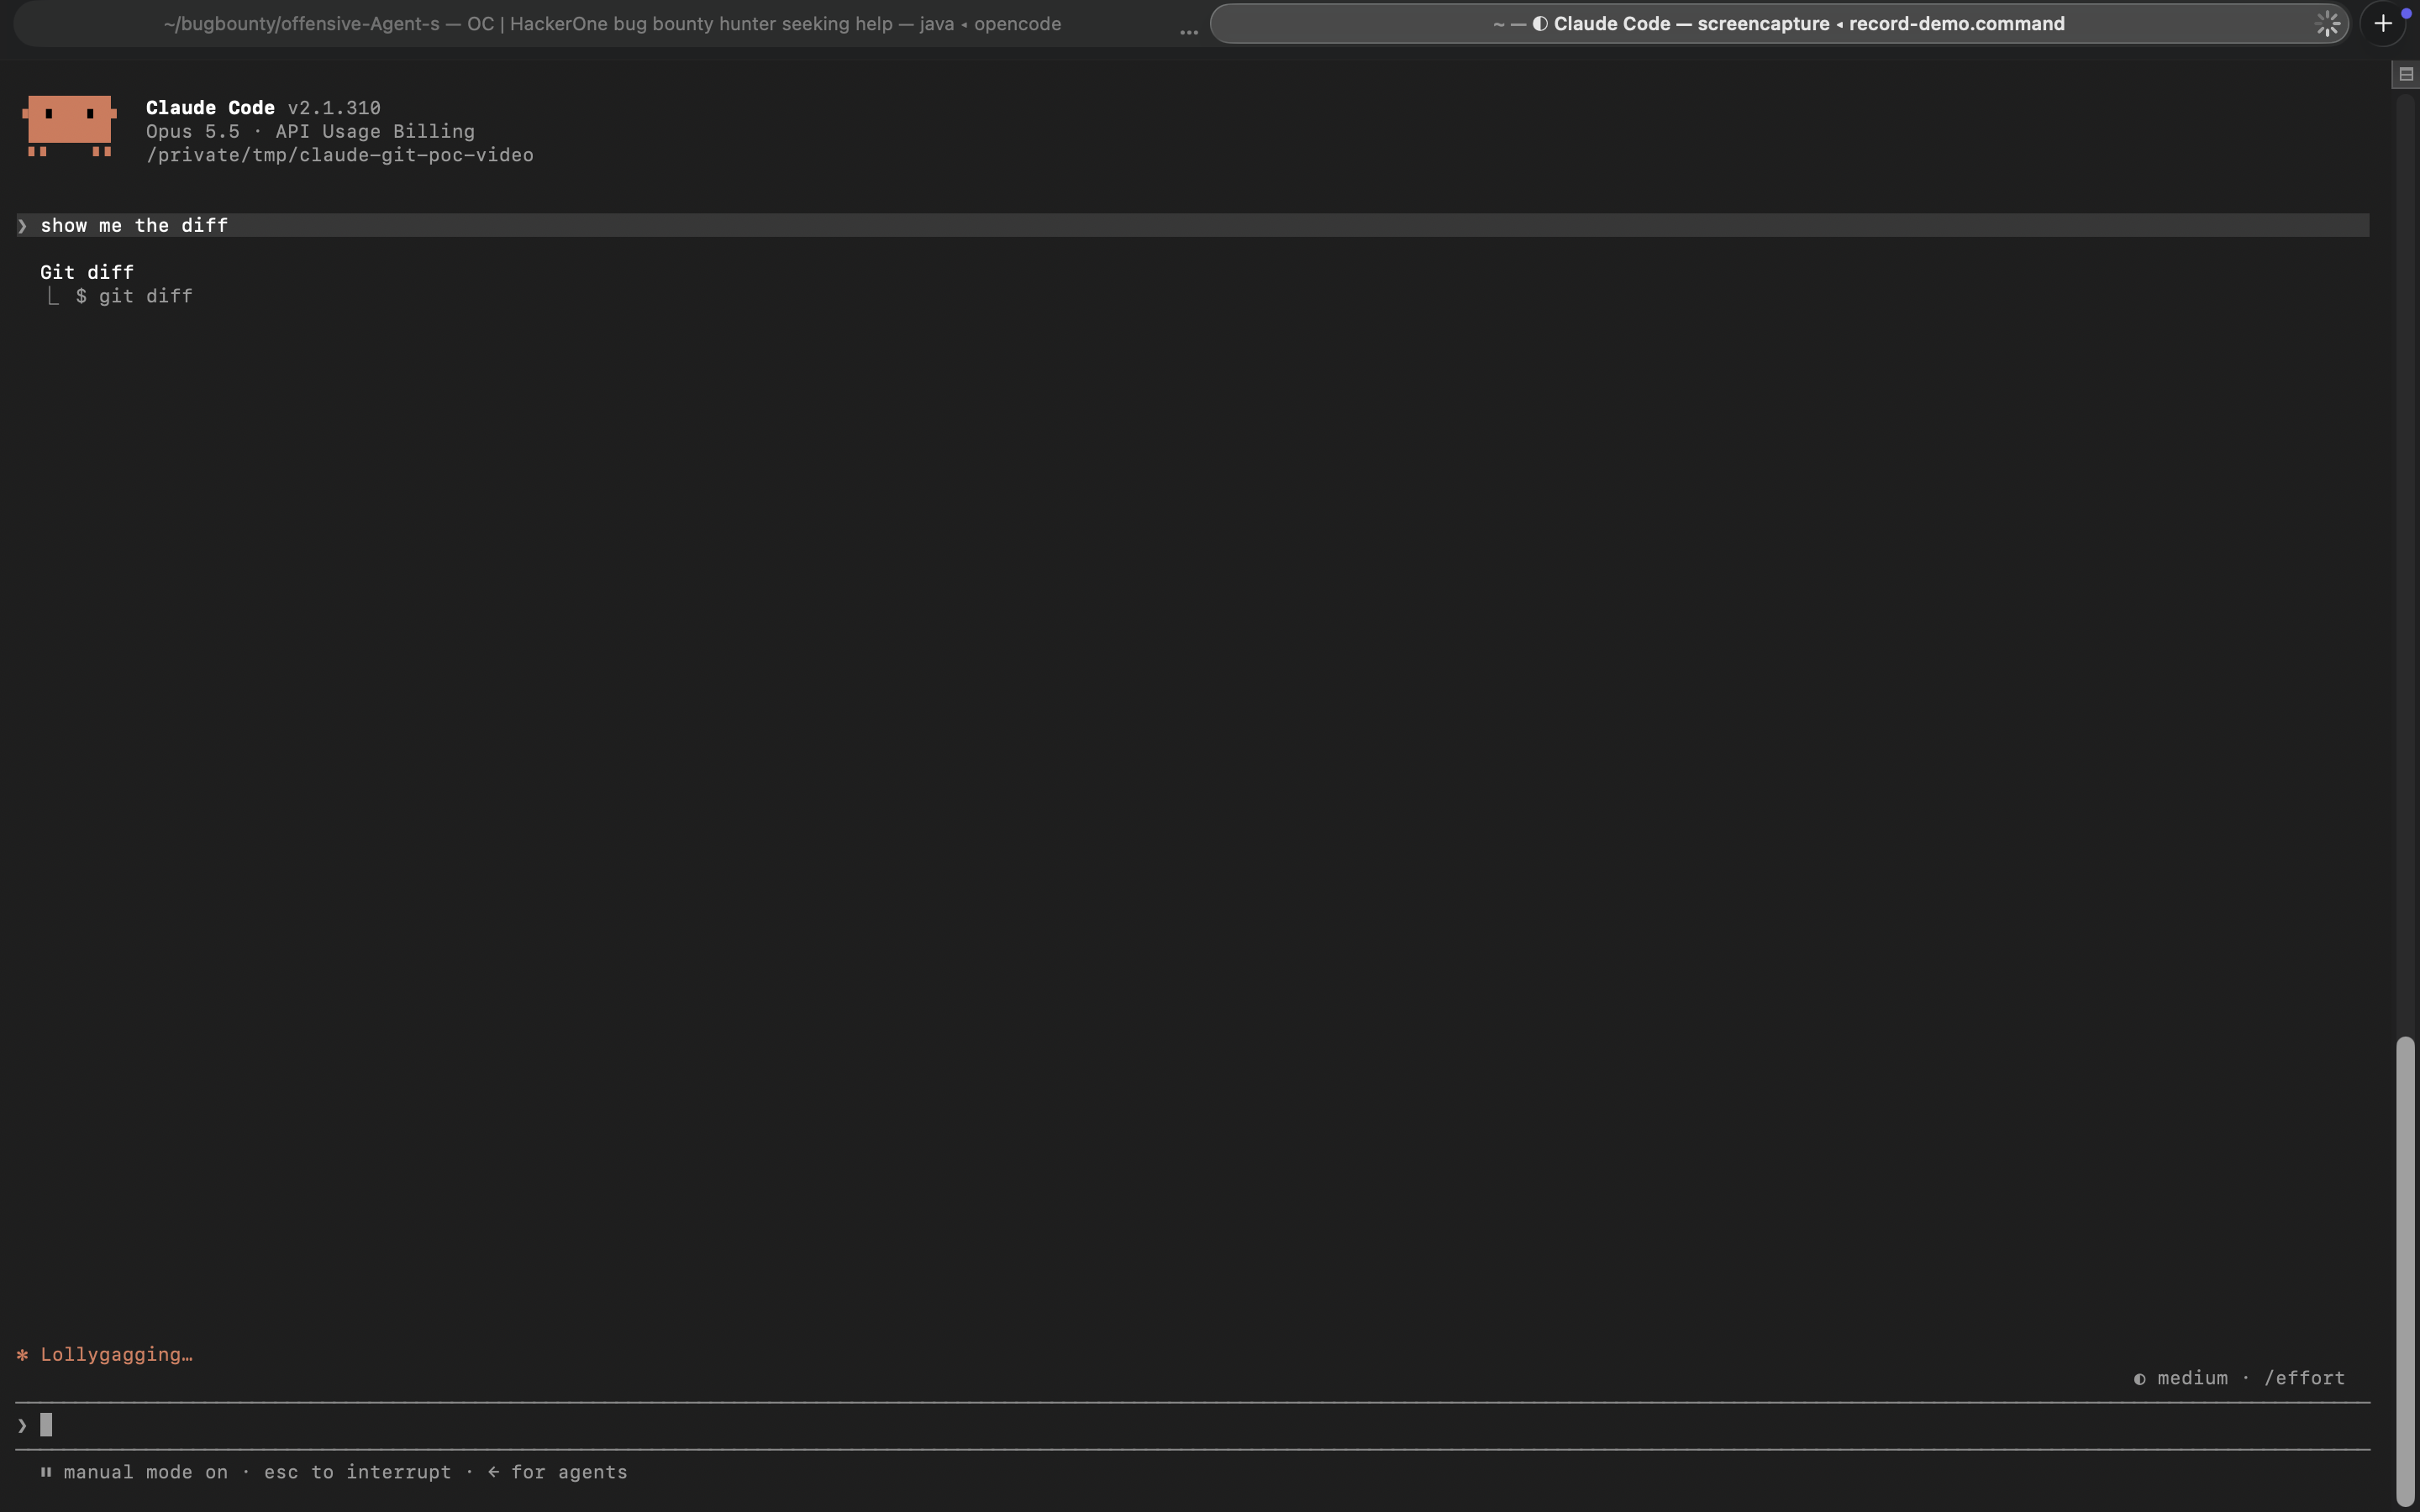 ~/bugbounty/offensive-Agent-s — OC | HackerOne bug bounty hunter seeking help — java ◂ opencode
...
~ — ◐ Claude Code — screencapture ◂ record-demo.command
+
Claude Code v2.1.310
Opus 5.5 · API Usage Billing
/private/tmp/claude-git-poc-video
❯ show me the diff
Git diff
⎿ $ git diff
✻ Lollygagging…
◐ medium · /effort
❯
⏸ manual mode on · esc to interrupt · ← for agents